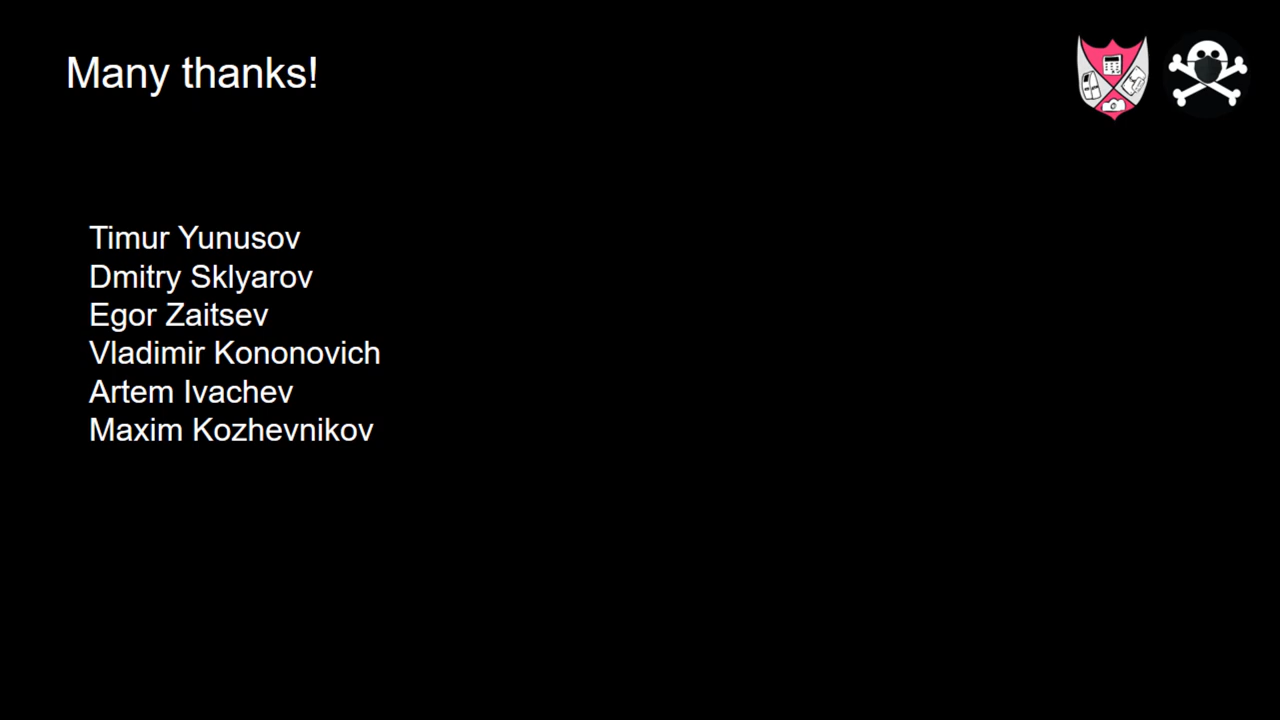 Many thanks!
Timur Yunusov
Dmitry Sklyarov
Egor Zaitsev
Vladimir Kononovich
Artem Ivachev
Maxim Kozhevnikov